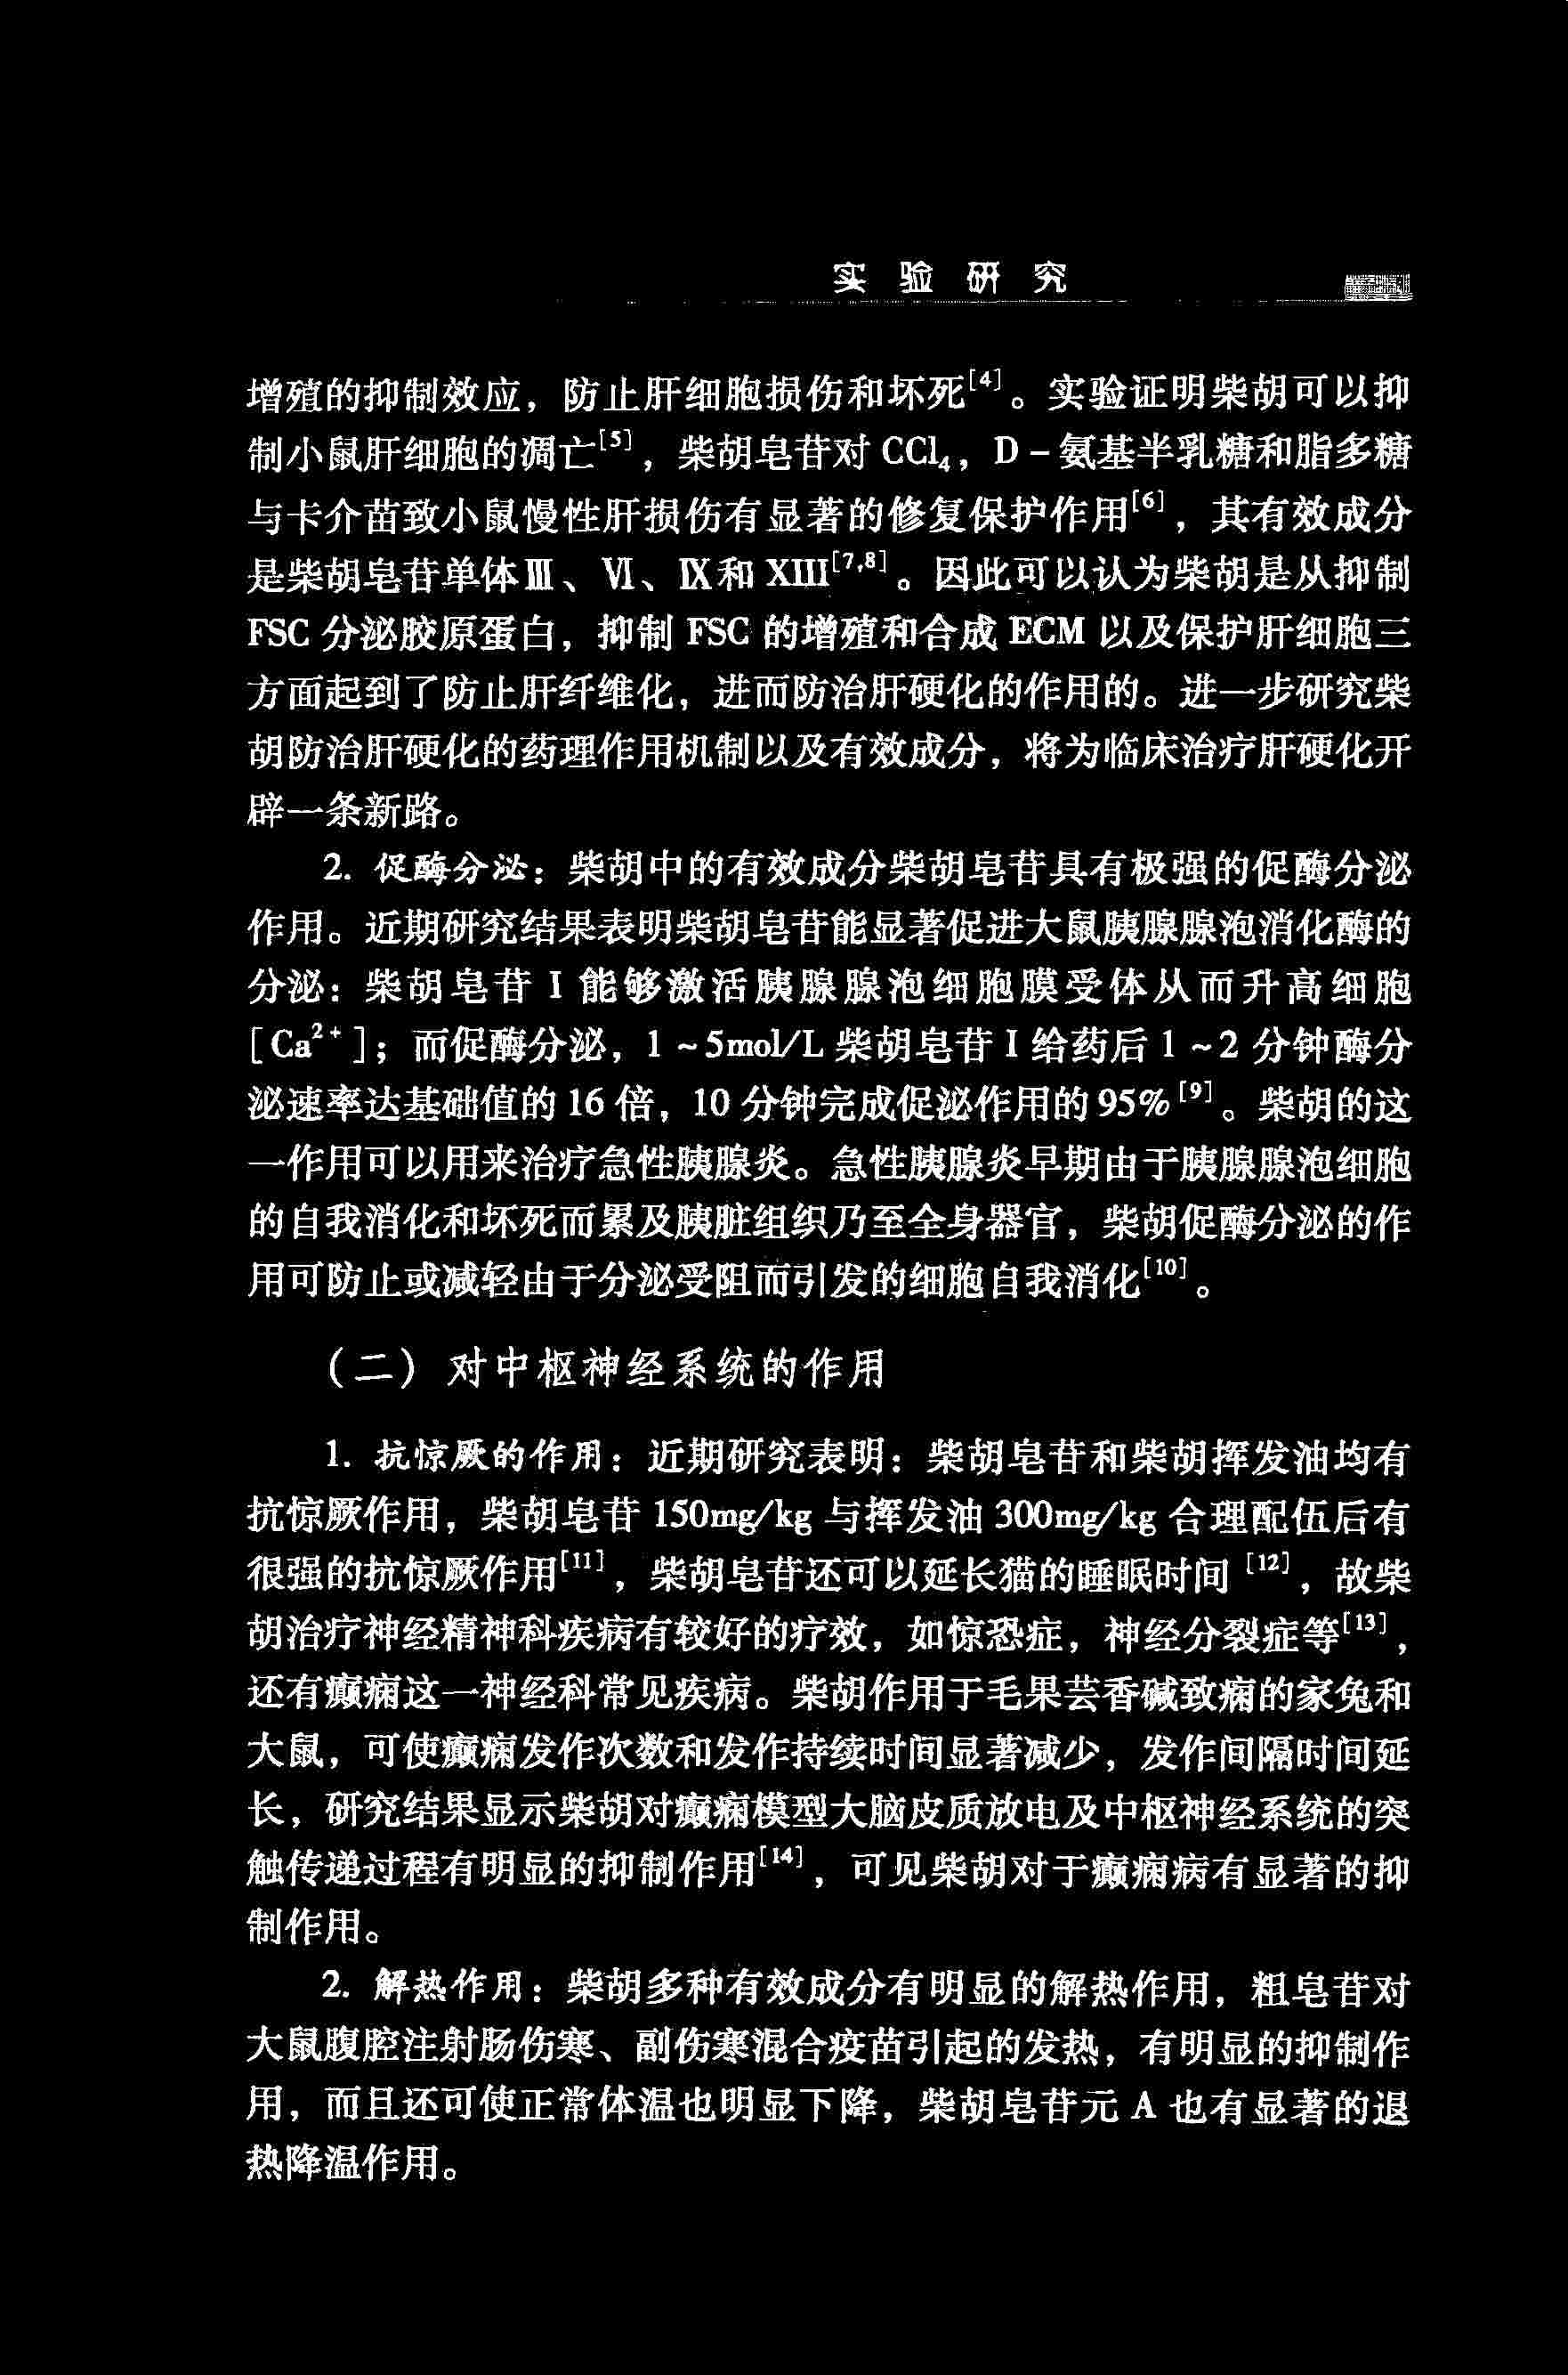 实验研究
增殖的抑制效应，防止肝细胞损伤和坏死[4]。实验证明柴胡可以抑
制小鼠肝细胞的凋亡[5]，柴胡皂苷对 CCl₄，D－氨基半乳糖和脂多糖
与卡介苗致小鼠慢性肝损伤有显著的修复保护作用[6]，其有效成分
是柴胡皂苷单体Ⅲ、Ⅵ、Ⅸ和 XIII[7,8]。因此可以认为柴胡是从抑制
FSC 分泌胶原蛋白，抑制 FSC 的增殖和合成 ECM 以及保护肝细胞三
方面起到了防止肝纤维化，进而防治肝硬化的作用的。进一步研究柴
胡防治肝硬化的药理作用机制以及有效成分，将为临床治疗肝硬化开
辟一条新路。
2. 促酶分泌：柴胡中的有效成分柴胡皂苷具有极强的促酶分泌
作用。近期研究结果表明柴胡皂苷能显著促进大鼠胰腺腺泡消化酶的
分泌：柴胡皂苷 I 能够激活胰腺腺泡细胞膜受体从而升高细胞
[Ca²⁺]；而促酶分泌，1～5mol/L 柴胡皂苷 I 给药后 1～2 分钟酶分
泌速率达基础值的 16 倍，10 分钟完成促泌作用的 95%[9]。柴胡的这
一作用可以用来治疗急性胰腺炎。急性胰腺炎早期由于胰腺腺泡细胞
的自我消化和坏死而累及胰脏组织乃至全身器官，柴胡促酶分泌的作
用可防止或减轻由于分泌受阻而引发的细胞自我消化[10]。
（二）对中枢神经系统的作用
1. 抗惊厥的作用：近期研究表明：柴胡皂苷和柴胡挥发油均有
抗惊厥作用，柴胡皂苷 150mg/kg 与挥发油 300mg/kg 合理配伍后有
很强的抗惊厥作用[11]，柴胡皂苷还可以延长猫的睡眠时间[12]，故柴
胡治疗神经精神科疾病有较好的疗效，如惊恐症，神经分裂症等[13]，
还有癫痫这一神经科常见疾病。柴胡作用于毛果芸香碱致痫的家兔和
大鼠，可使癫痫发作次数和发作持续时间显著减少，发作间隔时间延
长，研究结果显示柴胡对癫痫模型大脑皮质放电及中枢神经系统的突
触传递过程有明显的抑制作用[14]，可见柴胡对于癫痫病有显著的抑
制作用。
2. 解热作用：柴胡多种有效成分有明显的解热作用，粗皂苷对
大鼠腹腔注射肠伤寒、副伤寒混合疫苗引起的发热，有明显的抑制作
用，而且还可使正常体温也明显下降，柴胡皂苷元 A 也有显著的退
热降温作用。